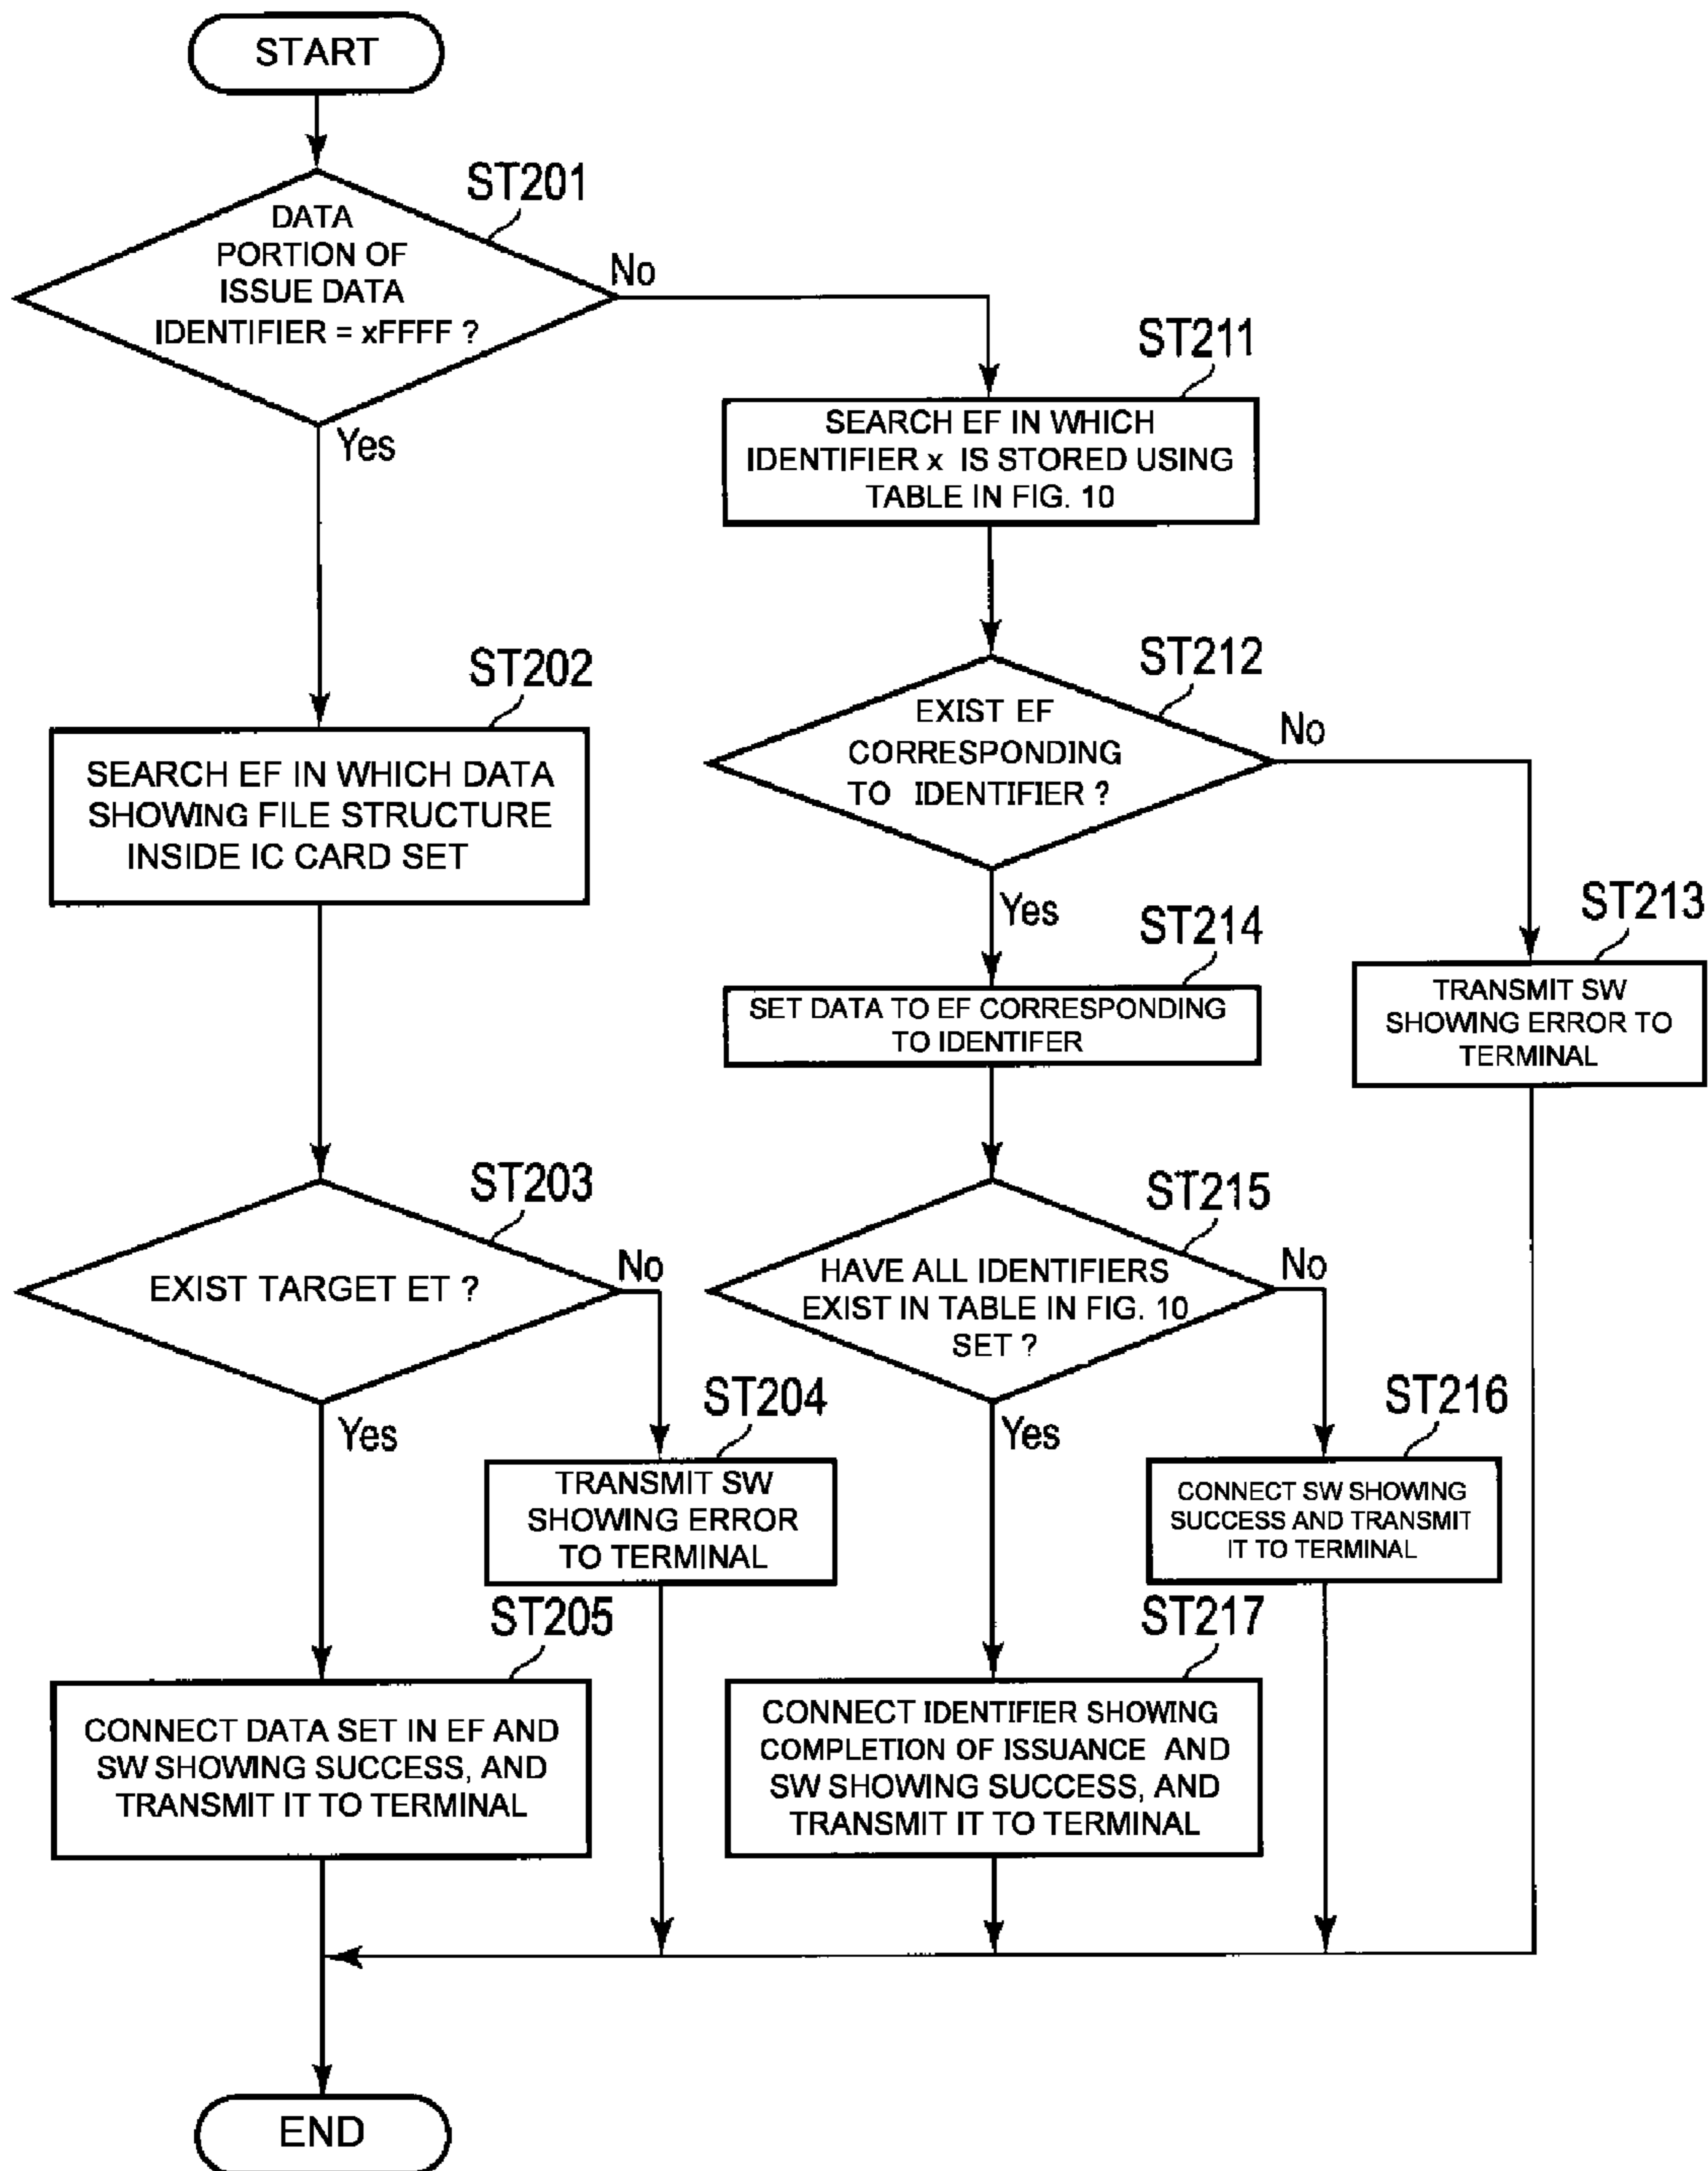 START
ST201
DATA
PORTION OF
ISSUE DATA
IDENTIFIER = xFFFF ?
No
Yes
ST211
SEARCH EF IN WHICH
IDENTIFIER x IS STORED USING
TABLE IN FIG. 10
ST202
SEARCH EF IN WHICH DATA
SHOWING FILE STRUCTURE
INSIDE IC CARD SET
ST212
EXIST EF
CORRESPONDING
TO IDENTIFIER ?
No
Yes
ST213
TRANSMIT SW
SHOWING ERROR TO
TERMINAL
ST214
SET DATA TO EF CORRESPONDING
TO IDENTIFER
ST203
EXIST TARGET ET ?
No
Yes
ST204
TRANSMIT SW
SHOWING ERROR
TO TERMINAL
ST215
HAVE ALL IDENTIFIERS
EXIST IN TABLE IN FIG. 10
SET ?
No
Yes
ST216
CONNECT SW SHOWING
SUCCESS AND TRANSMIT
IT TO TERMINAL
ST205
CONNECT DATA SET IN EF AND
SW SHOWING SUCCESS, AND
TRANSMIT IT TO TERMINAL
ST217
CONNECT IDENTIFIER SHOWING
COMPLETION OF ISSUANCE AND
SW SHOWING SUCCESS, AND
TRANSMIT IT TO TERMINAL
END